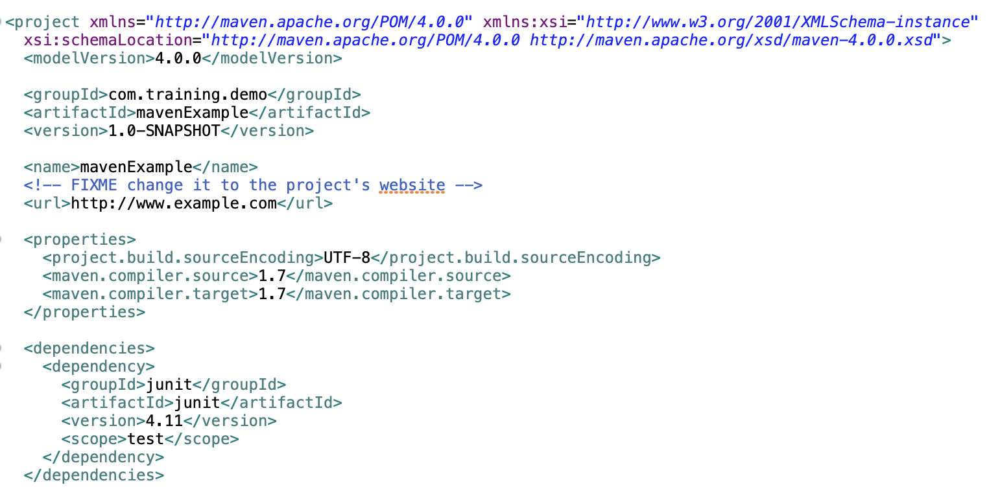 <project xmlns="http://maven.apache.org/POM/4.0.0" xmlns:xsi="http://www.w3.org/2001/XMLSchema-instance"
  xsi:schemaLocation="http://maven.apache.org/POM/4.0.0 http://maven.apache.org/xsd/maven-4.0.0.xsd">
  <modelVersion>4.0.0</modelVersion>

  <groupId>com.training.demo</groupId>
  <artifactId>mavenExample</artifactId>
  <version>1.0-SNAPSHOT</version>

  <name>mavenExample</name>
  <!-- FIXME change it to the project's website -->
  <url>http://www.example.com</url>

  <properties>
    <project.build.sourceEncoding>UTF-8</project.build.sourceEncoding>
    <maven.compiler.source>1.7</maven.compiler.source>
    <maven.compiler.target>1.7</maven.compiler.target>
  </properties>

  <dependencies>
    <dependency>
      <groupId>junit</groupId>
      <artifactId>junit</artifactId>
      <version>4.11</version>
      <scope>test</scope>
    </dependency>
  </dependencies>